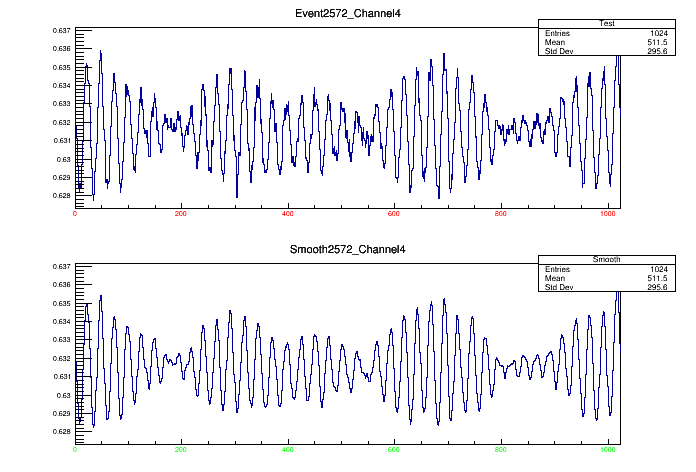 Event2572_Channel4
Test
Entries 1024
Mean 511.5
Std Dev 295.6
0.637
0.636
0.635
0.634
0.633
0.632
0.631
0.63
0.629
0.628
0 200 400 600 800 1000
Smooth2572_Channel4
Smooth
Entries 1024
Mean 511.5
Std Dev 295.6
0.637
0.636
0.635
0.634
0.633
0.632
0.631
0.63
0.629
0.628
0 200 400 600 800 1000